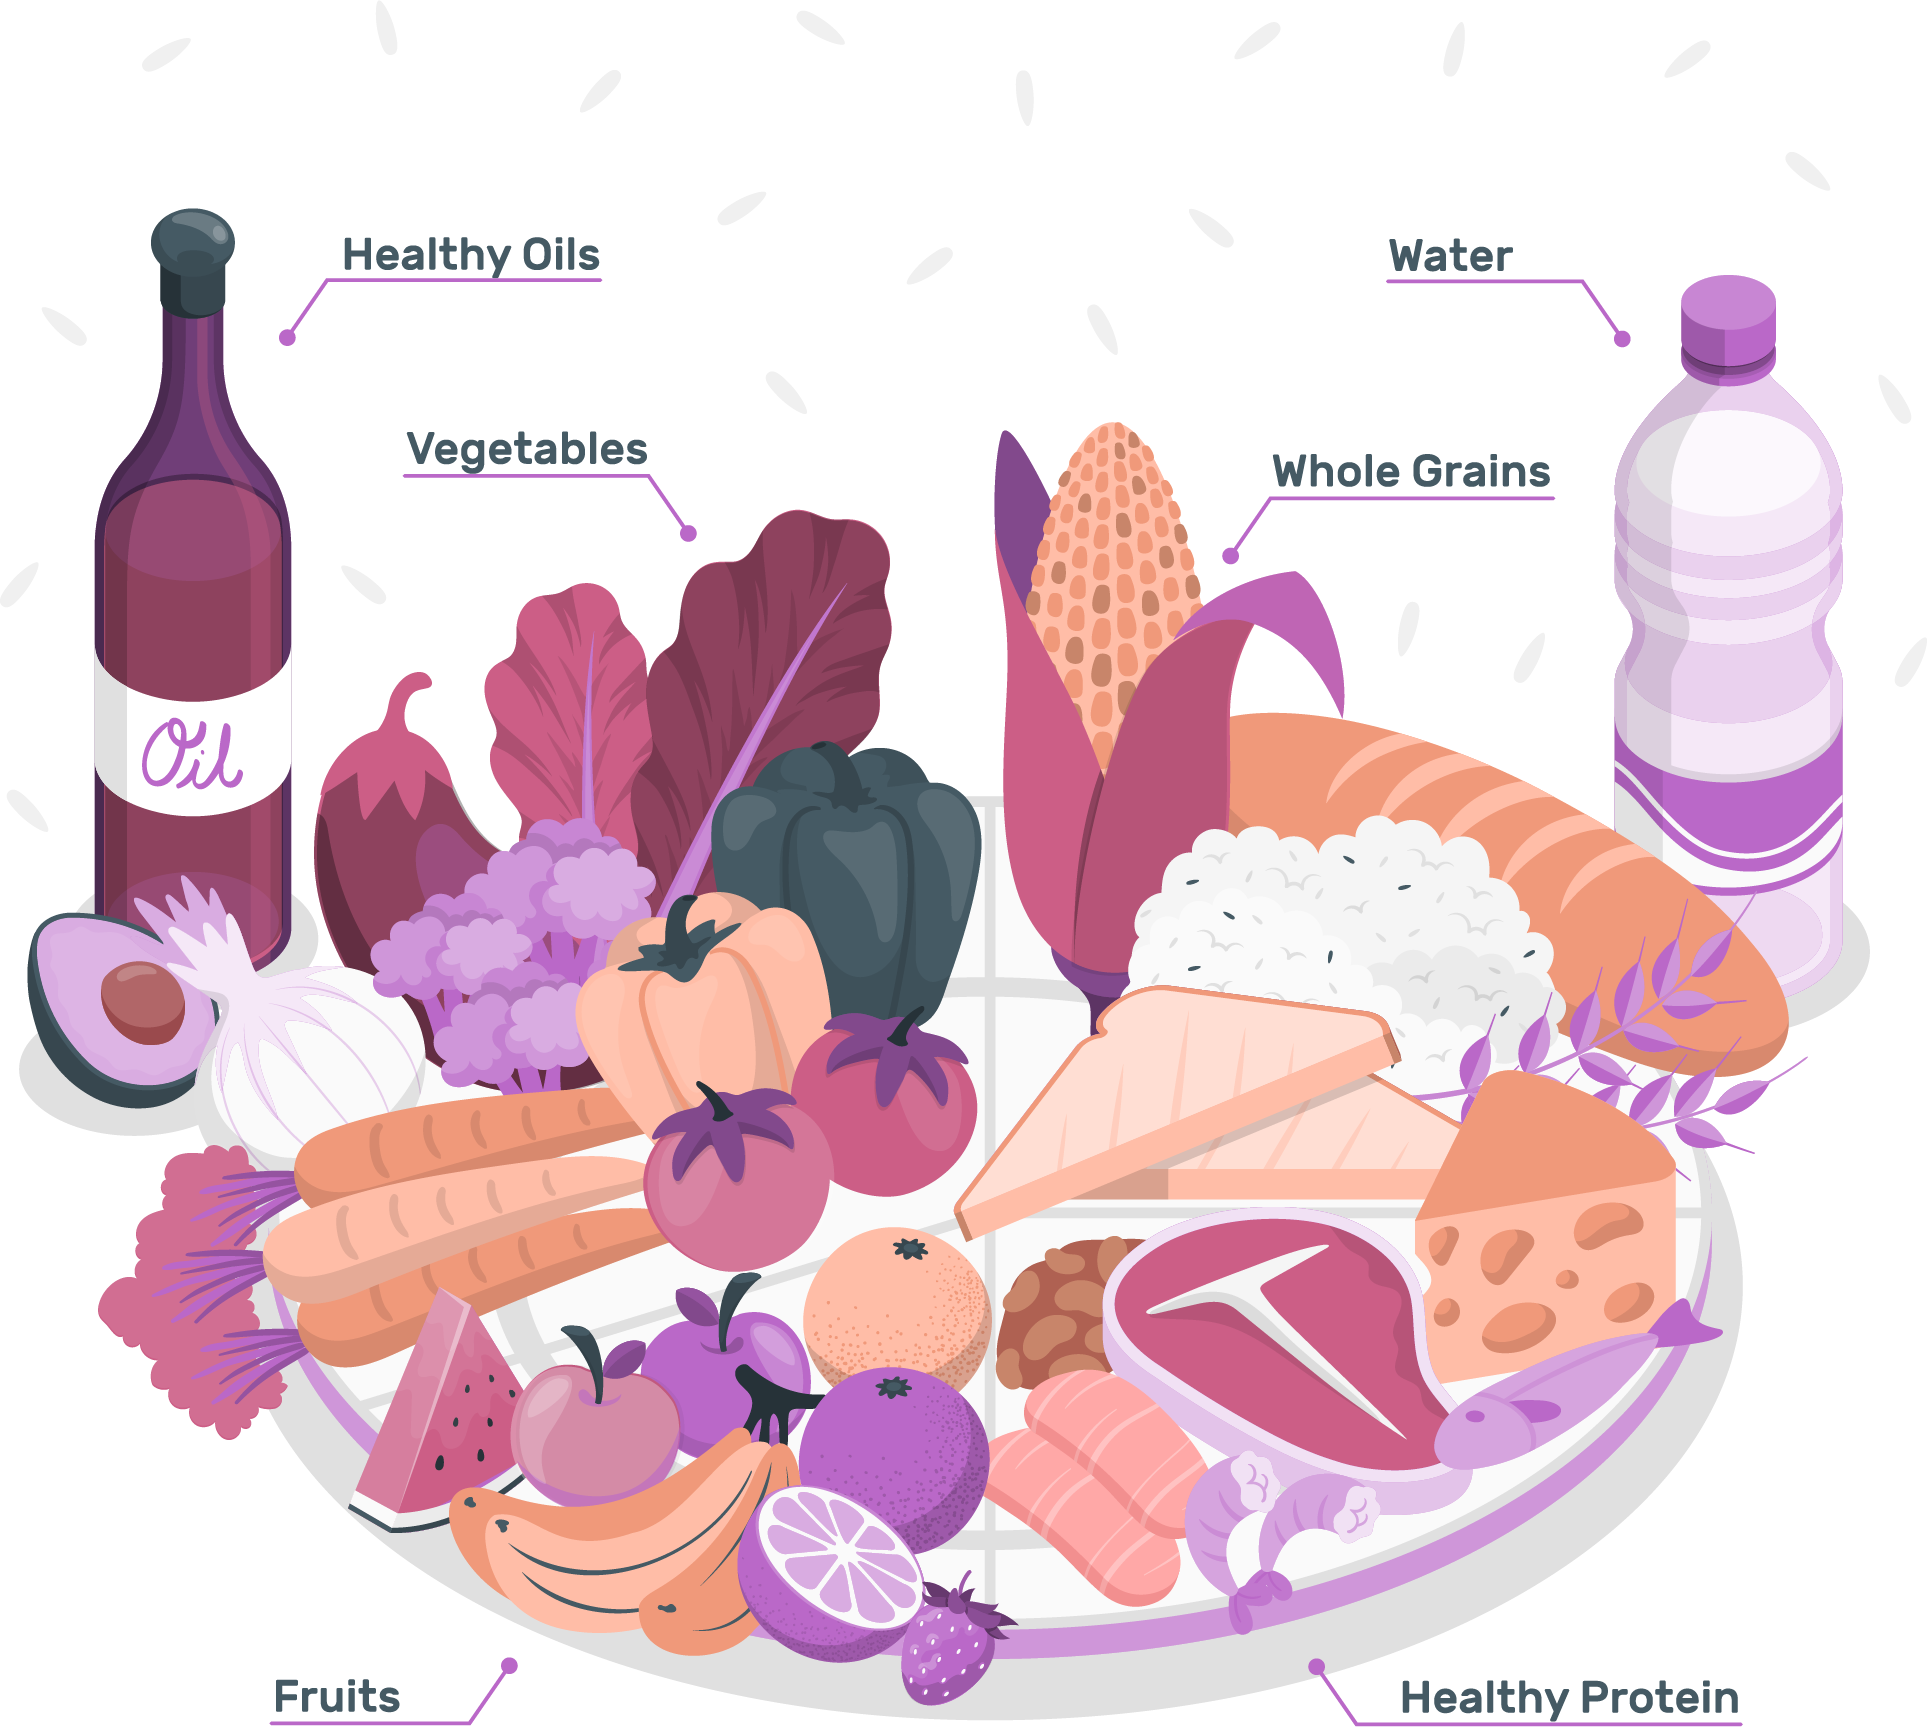 Healthy Oils
Water
Vegetables
Whole Grains
Oil
Fruits
Healthy Protein